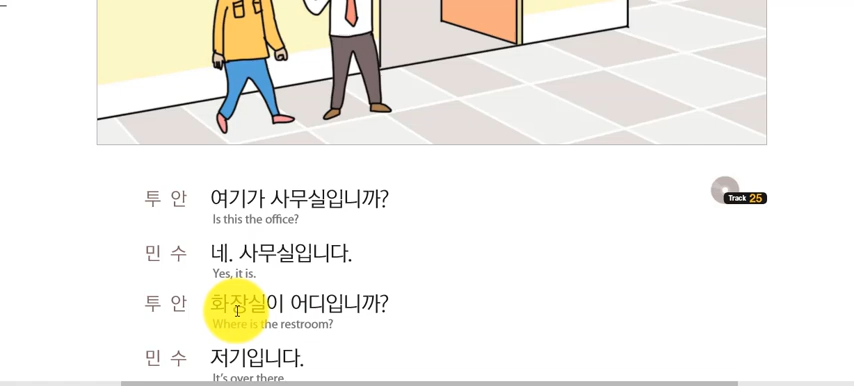 Track 25
투 안 여기가 사무실입니까?
Is this the office?
민 수 네. 사무실입니다.
Yes, it is.
투 안 화장실이 어디입니까?
Where is the restroom?
민 수 저기입니다.
It's over there.